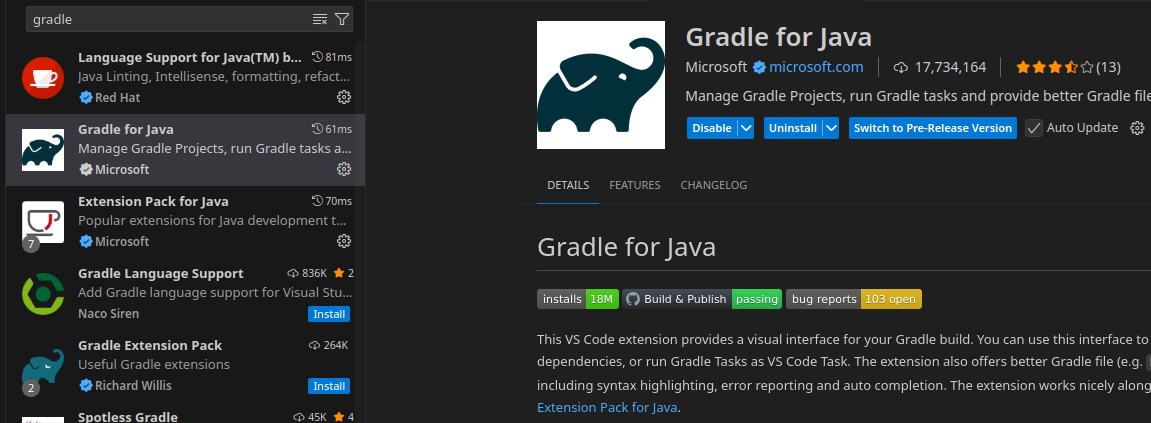 gradle
Language Support for Java(TM) b... 81ms
Java Linting, Intellisense, formatting, refact...
Red Hat
Gradle for Java 61ms
Manage Gradle Projects, run Gradle tasks a...
Microsoft
Extension Pack for Java 70ms
Popular extensions for Java development t...
7 Microsoft
Gradle Language Support 836K 2
Add Gradle language support for Visual Stu...
Naco Siren Install
Gradle Extension Pack 264K
Useful Gradle extensions
2 Richard Willis Install
Spotless Gradle 45K 4
Gradle for Java
Microsoft microsoft.com 17,734,164 (13)
Manage Gradle Projects, run Gradle tasks and provide better Gradle file
Disable Uninstall Switch to Pre-Release Version Auto Update
DETAILS FEATURES CHANGELOG
Gradle for Java
installs 18M Build & Publish passing bug reports 103 open
This VS Code extension provides a visual interface for your Gradle build. You can use this interface to
dependencies, or run Gradle Tasks as VS Code Task. The extension also offers better Gradle file (e.g.
including syntax highlighting, error reporting and auto completion. The extension works nicely along
Extension Pack for Java.